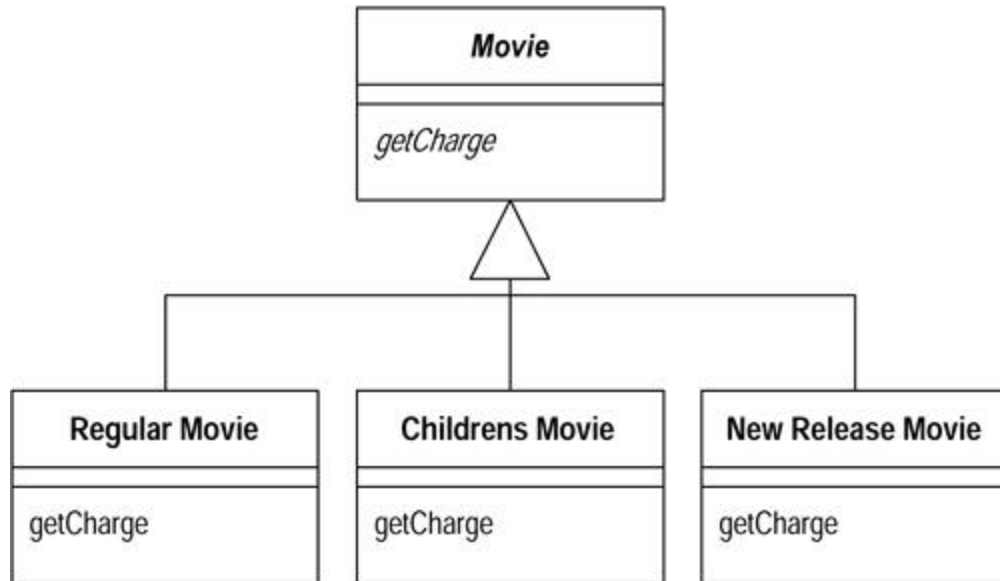 Movie
getCharge
Regular Movie
getCharge
Childrens Movie
getCharge
New Release Movie
getCharge